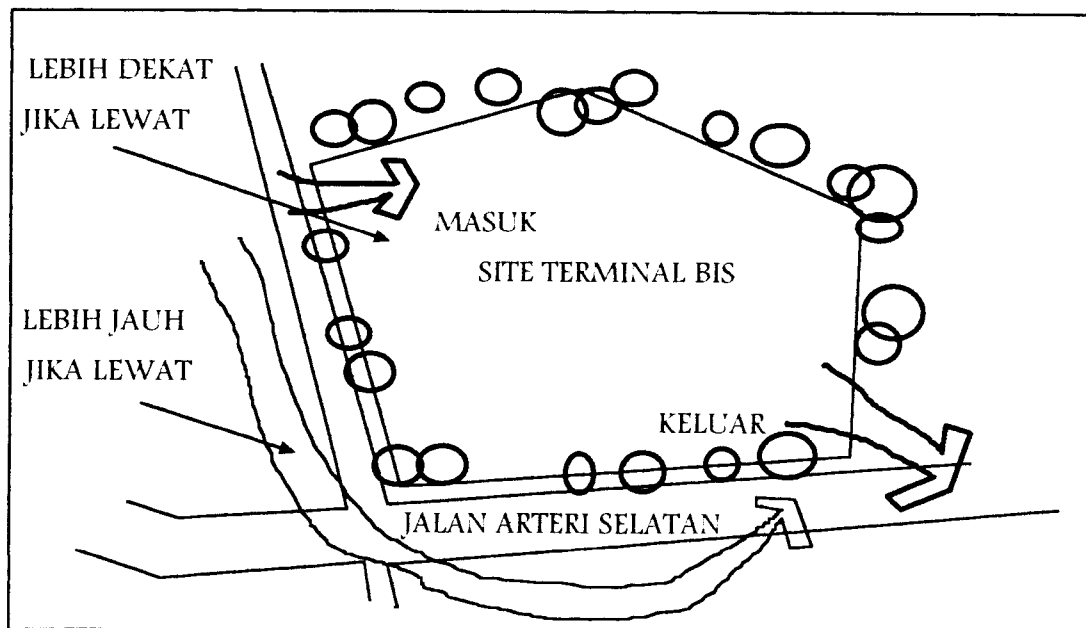 LEBIH DEKAT
JIKA LEWAT
MASUK
SITE TERMINAL BIS
LEBIH JAUH
JIKA LEWAT
KELUAR
JALAN ARTERI SELATAN